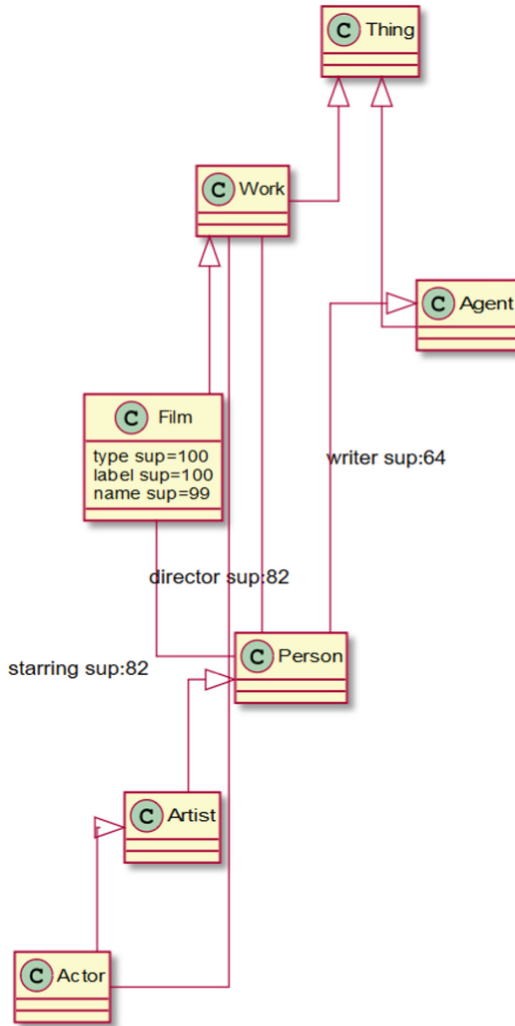 C Thing
C Work
C Agent
C Film
type sup=100
label sup=100
name sup=99
writer sup:64
director sup:82
C Person
starring sup:82
C Artist
C Actor